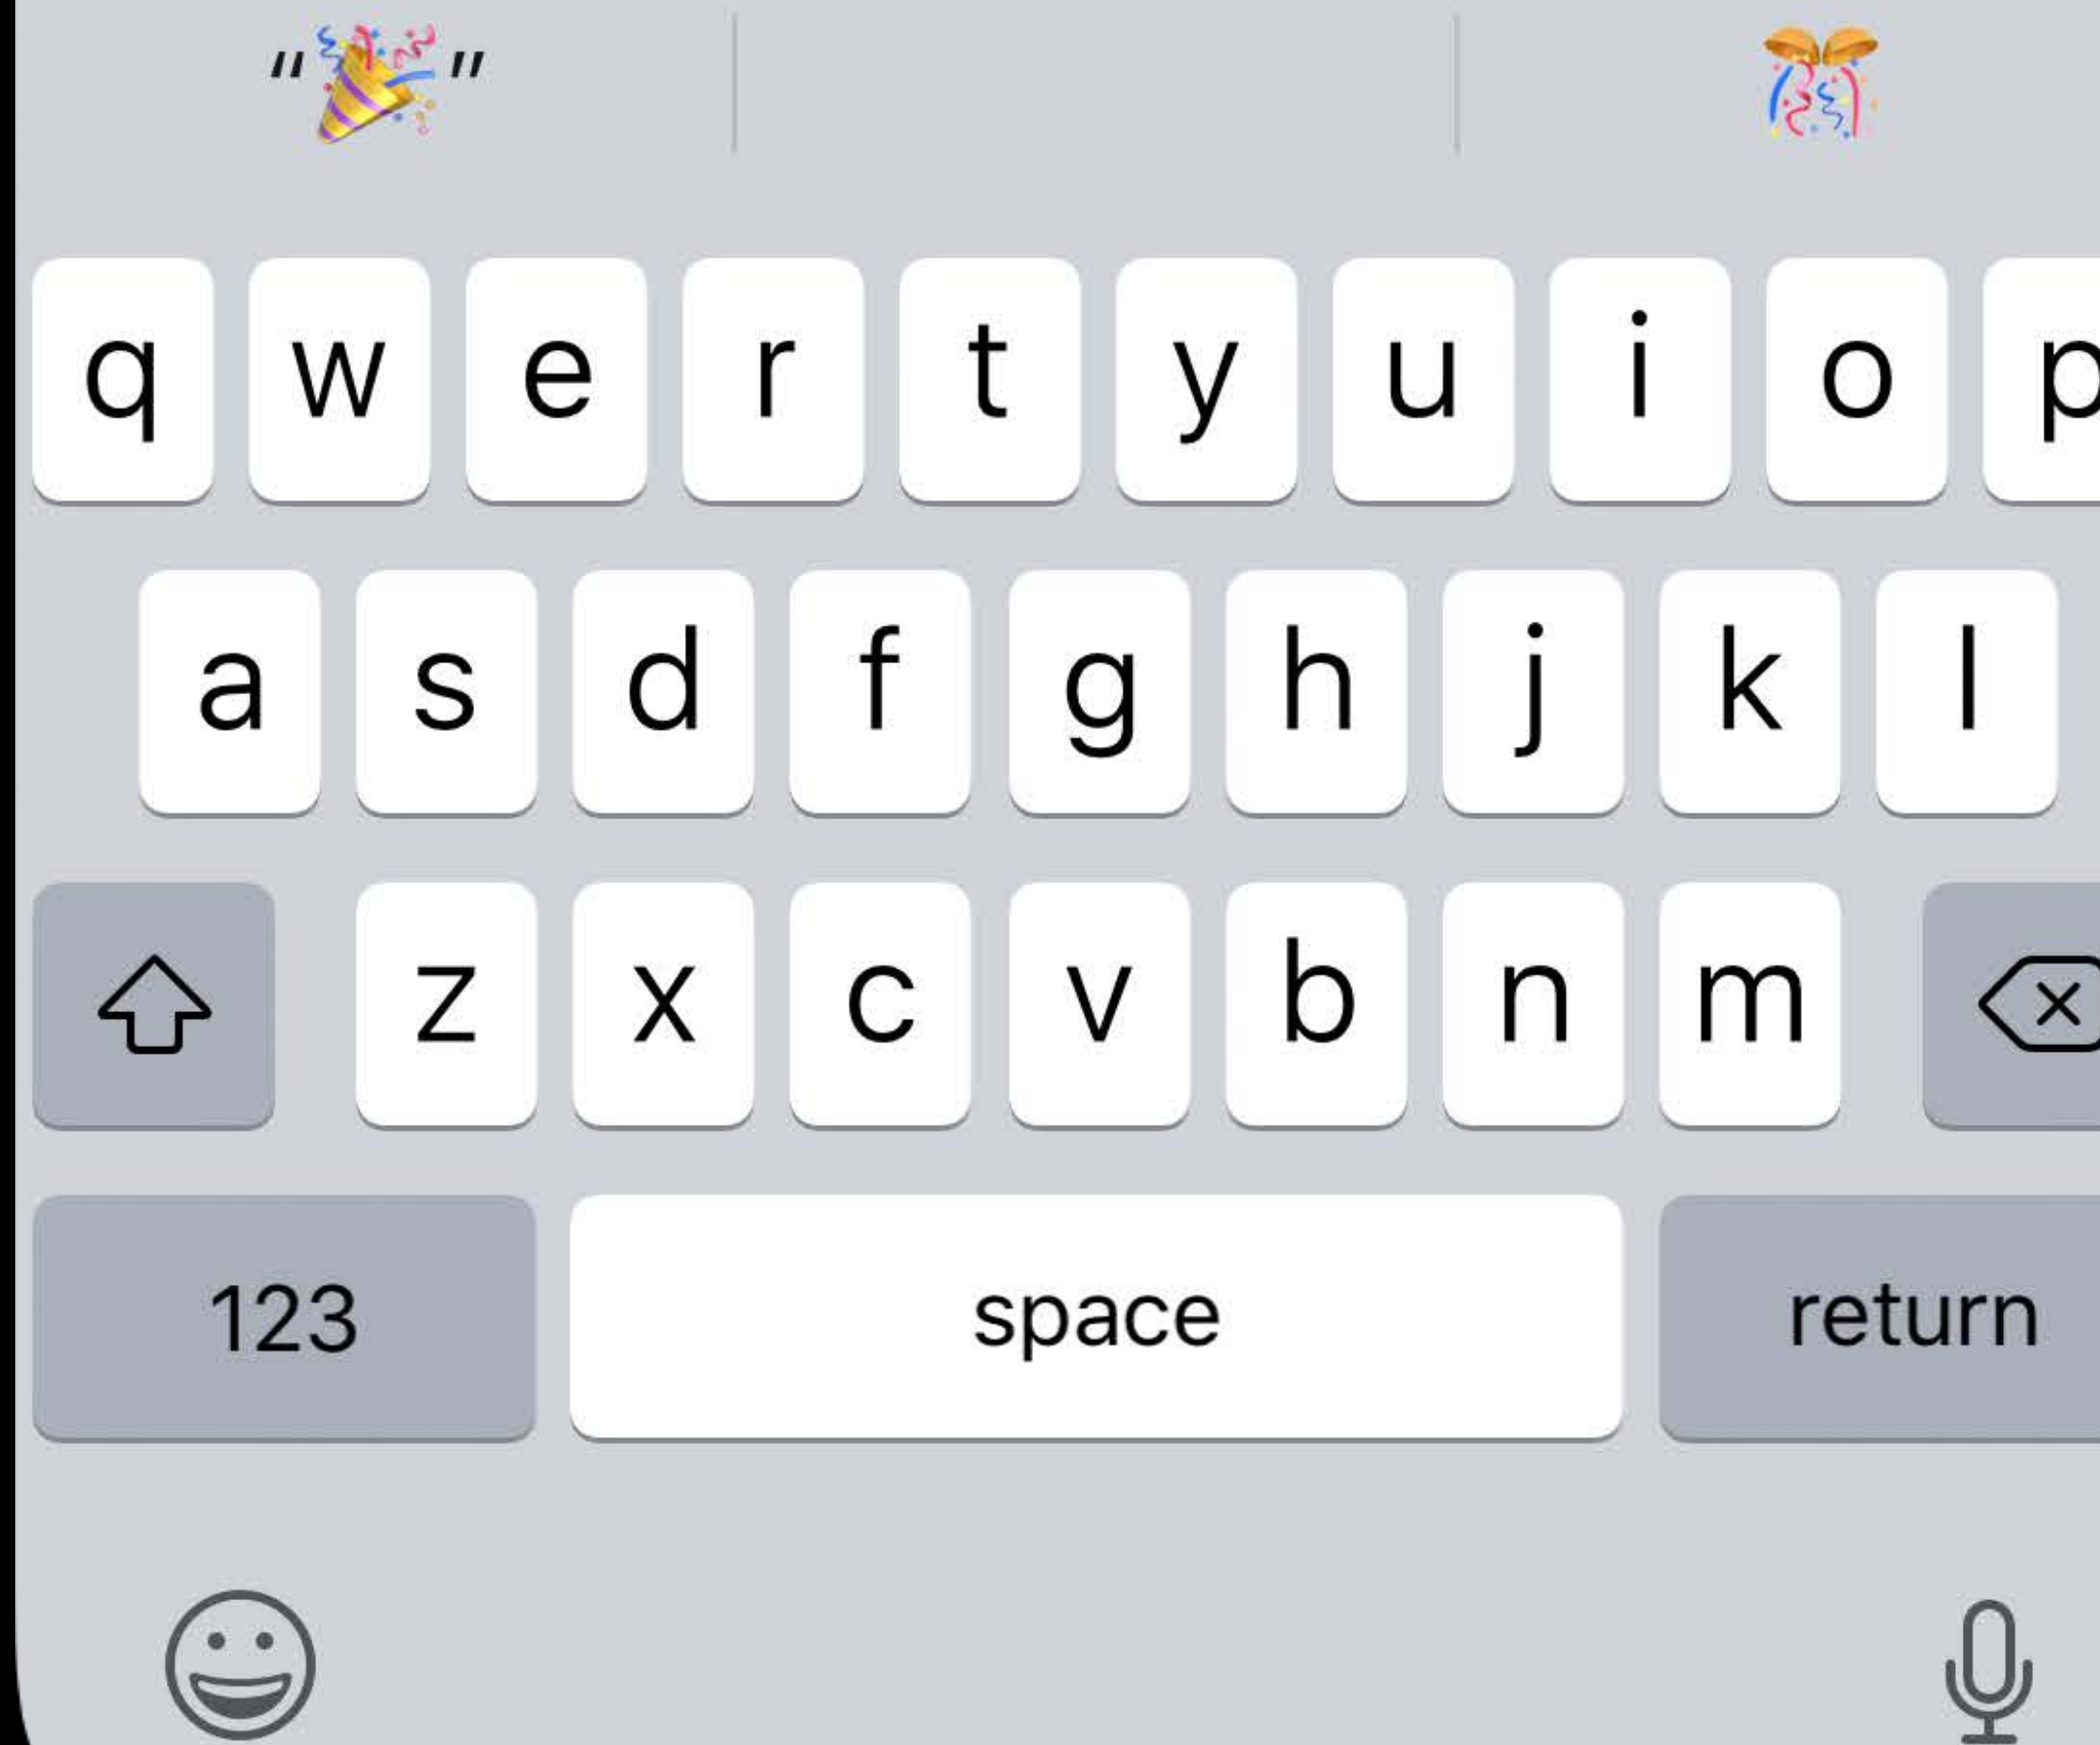 “🎉” 🎊
q w e r t y u i o p
a s d f g h j k l
z x c v b n m
123 space return